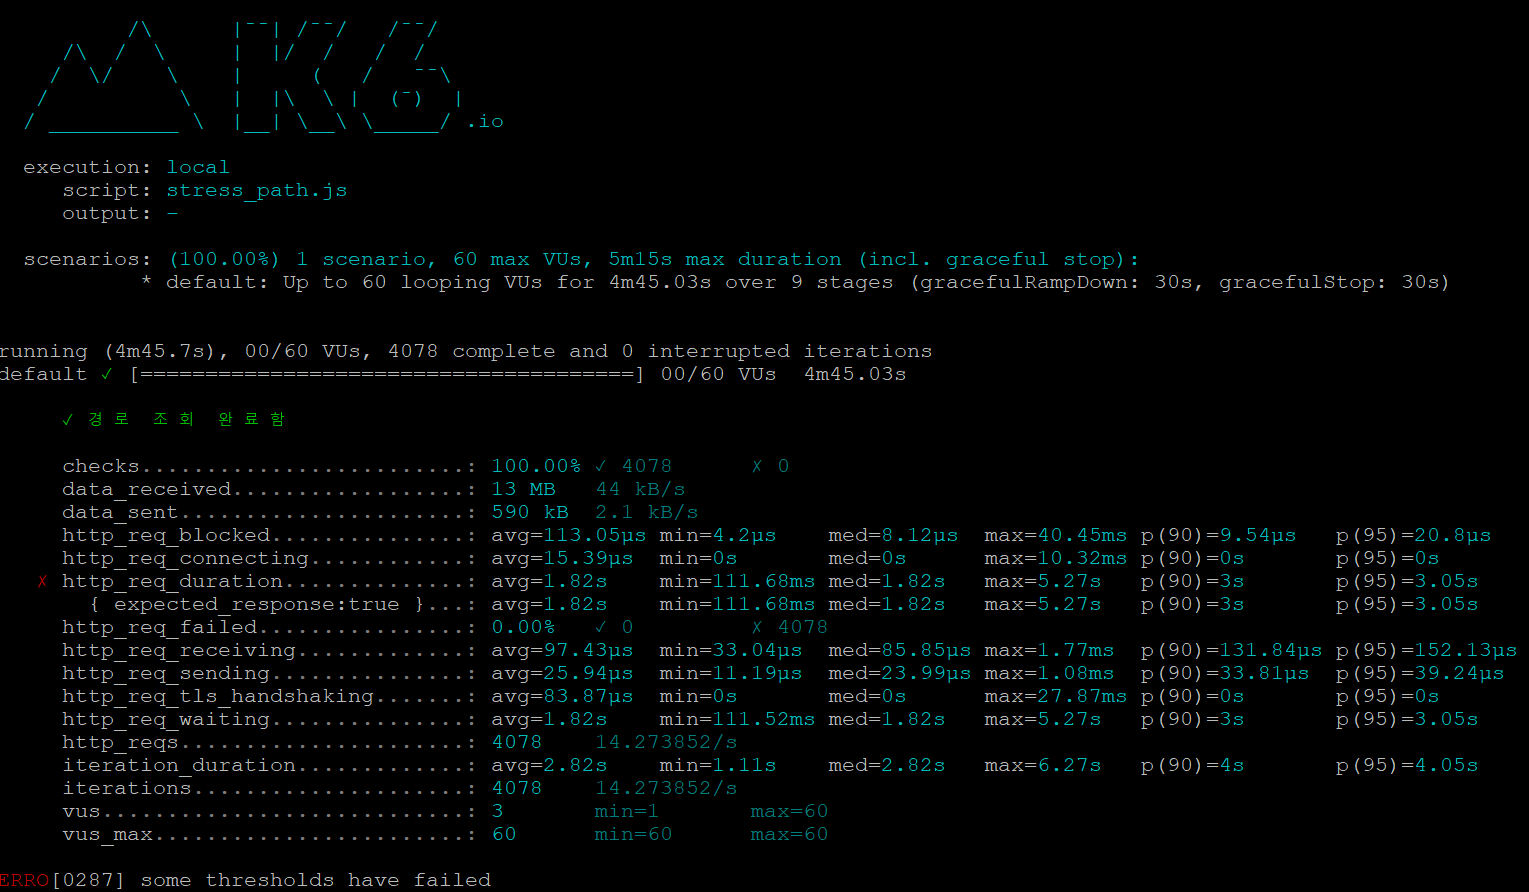 /\      |‾‾| /‾‾/   /‾‾/
/\  /  \     |  |/  /   /  /
/  \/    \    |     (   /   ‾‾\
/          \   |  |\  \ |  (‾)  |
/ __________ \  |__| \__\ \_____/ .io
execution: local
script: stress_path.js
output: -
scenarios: (100.00%) 1 scenario, 60 max VUs, 5m15s max duration (incl. graceful stop):
* default: Up to 60 looping VUs for 4m45.03s over 9 stages (gracefulRampDown: 30s, gracefulStop: 30s)
running (4m45.7s), 00/60 VUs, 4078 complete and 0 interrupted iterations
default ✓ [======================================] 00/60 VUs  4m45.03s
✓ 경로 조회 완료함
checks.........................: 100.00% ✓ 4078      ✗ 0
data_received..................: 13 MB   44 kB/s
data_sent......................: 590 kB  2.1 kB/s
http_req_blocked...............: avg=113.05µs min=4.2µs    med=8.12µs  max=40.45ms p(90)=9.54µs   p(95)=20.8µs
http_req_connecting............: avg=15.39µs  min=0s       med=0s      max=10.32ms p(90)=0s       p(95)=0s
✗ http_req_duration..............: avg=1.82s    min=111.68ms med=1.82s   max=5.27s   p(90)=3s       p(95)=3.05s
{ expected_response:true }...: avg=1.82s    min=111.68ms med=1.82s   max=5.27s   p(90)=3s       p(95)=3.05s
http_req_failed................: 0.00%   ✓ 0         ✗ 4078
http_req_receiving.............: avg=97.43µs  min=33.04µs  med=85.85µs max=1.77ms  p(90)=131.84µs p(95)=152.13µs
http_req_sending...............: avg=25.94µs  min=11.19µs  med=23.99µs max=1.08ms  p(90)=33.81µs  p(95)=39.24µs
http_req_tls_handshaking.......: avg=83.87µs  min=0s       med=0s      max=27.87ms p(90)=0s       p(95)=0s
http_req_waiting...............: avg=1.82s    min=111.52ms med=1.82s   max=5.27s   p(90)=3s       p(95)=3.05s
http_reqs......................: 4078    14.273852/s
iteration_duration.............: avg=2.82s    min=1.11s    med=2.82s   max=6.27s   p(90)=4s       p(95)=4.05s
iterations.....................: 4078    14.273852/s
vus............................: 3       min=1       max=60
vus_max........................: 60      min=60      max=60
ERRO[0287] some thresholds have failed